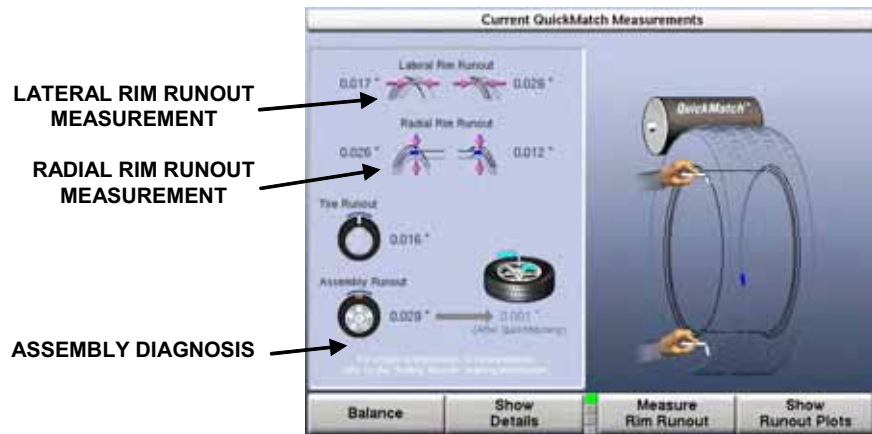 Current QuickMatch Measurements
LATERAL RIM RUNOUT
MEASUREMENT
Lateral Rim Runout
0.017 "
0.026 "
RADIAL RIM RUNOUT
MEASUREMENT
Radial Rim Runout
0.026 "
0.012 "
Tire Runout
0.016 "
ASSEMBLY DIAGNOSIS
Assembly Runout
0.029 "
0.001 "
(After QuickMatching)
QuickMatch™
Balance
Show
Details
Measure
Rim Runout
Show
Runout Plots